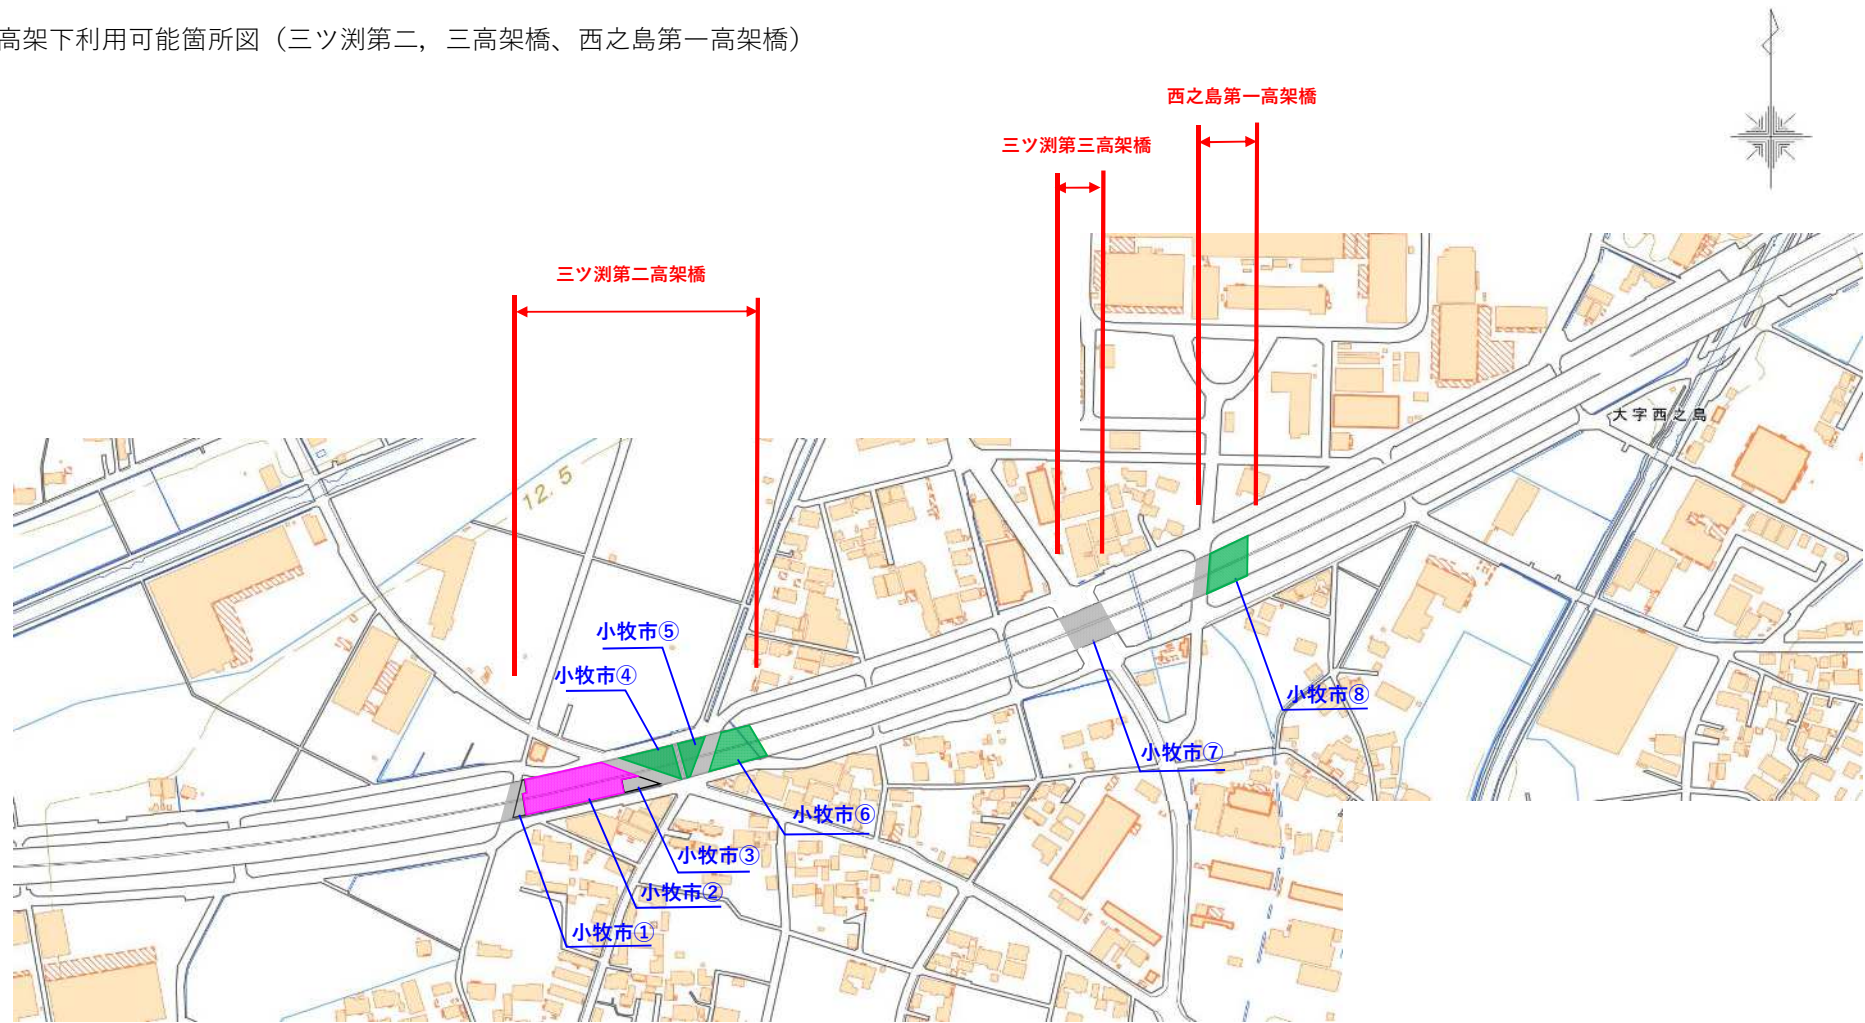 高架下利用可能箇所図（三ツ渕第二，三高架橋、西之島第一高架橋）
西之島第一高架橋
三ツ渕第三高架橋
三ツ渕第二高架橋
大字西之島
12.5
小牧市⑤
小牧市④
小牧市⑧
小牧市⑦
小牧市⑥
小牧市③
小牧市②
小牧市①